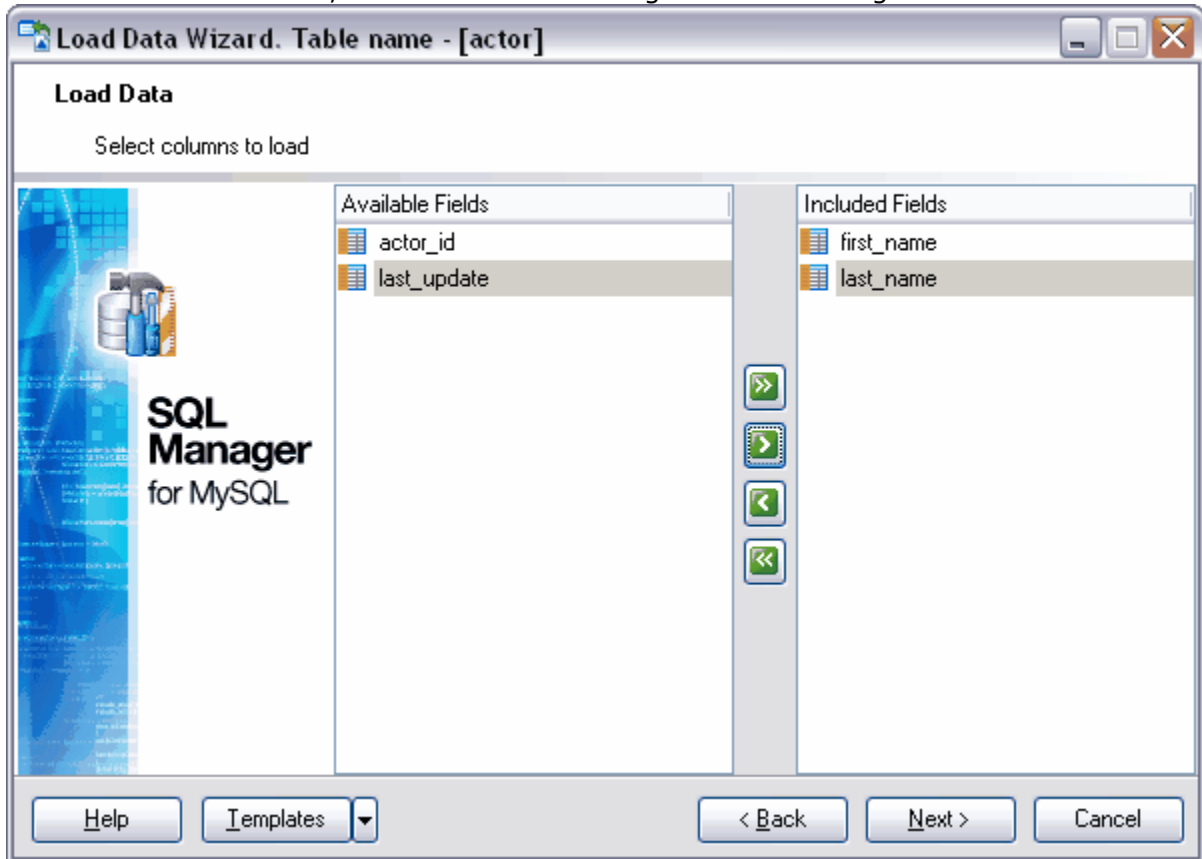 Load Data Wizard. Table name - [actor]
Load Data
Select columns to load
Available Fields
actor_id
last_update
Included Fields
first_name
last_name
SQL
Manager
for MySQL
Help
Templates
< Back
Next >
Cancel